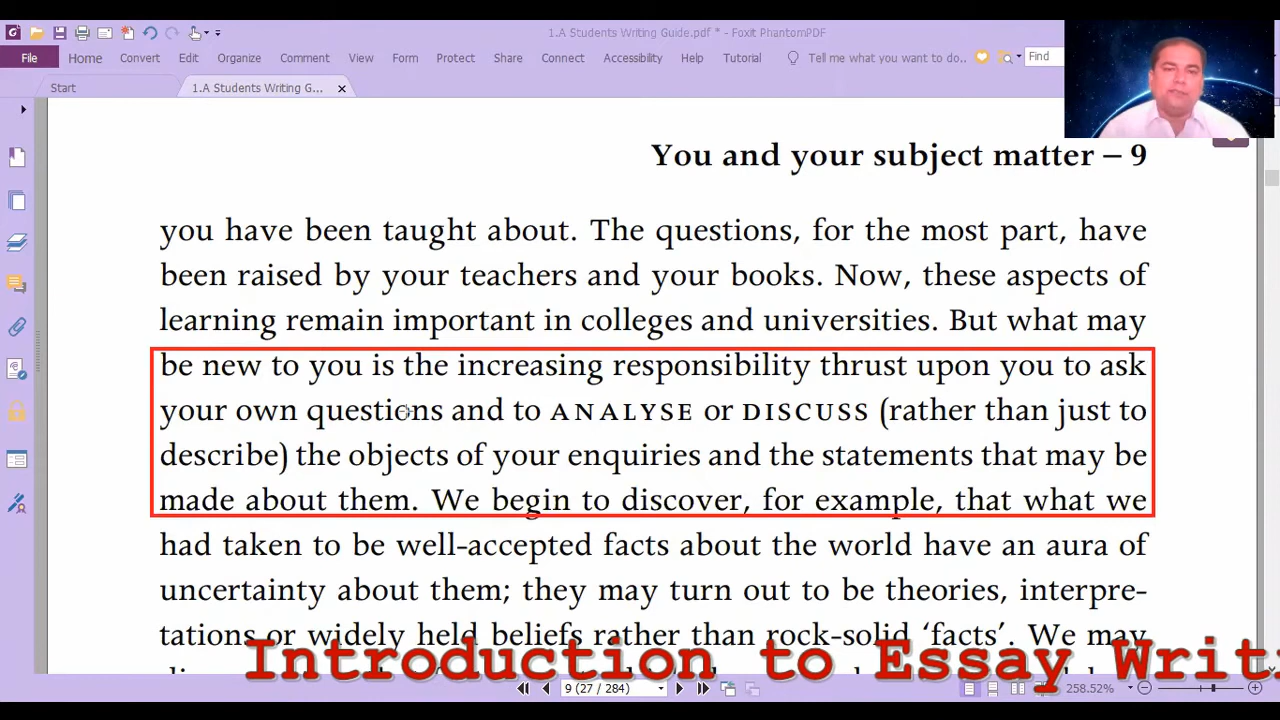 1.A Students Writing Guide.pdf * - Foxit PhantomPDF
File Home Convert Edit Organize Comment View Form Protect Share Connect Accessibility Help Tutorial Tell me what you want to do.. Find
Start 1.A Students Writing G...
You and your subject matter – 9
you have been taught about. The questions, for the most part, have
been raised by your teachers and your books. Now, these aspects of
learning remain important in colleges and universities. But what may
be new to you is the increasing responsibility thrust upon you to ask
your own questions and to ANALYSE or DISCUSS (rather than just to
describe) the objects of your enquiries and the statements that may be
made about them. We begin to discover, for example, that what we
had taken to be well-accepted facts about the world have an aura of
uncertainty about them; they may turn out to be theories, interpre-
tations or widely held beliefs rather than rock-solid ‘facts’. We may
Introduction to Essay Writi
9 (27 / 284) 258.52%